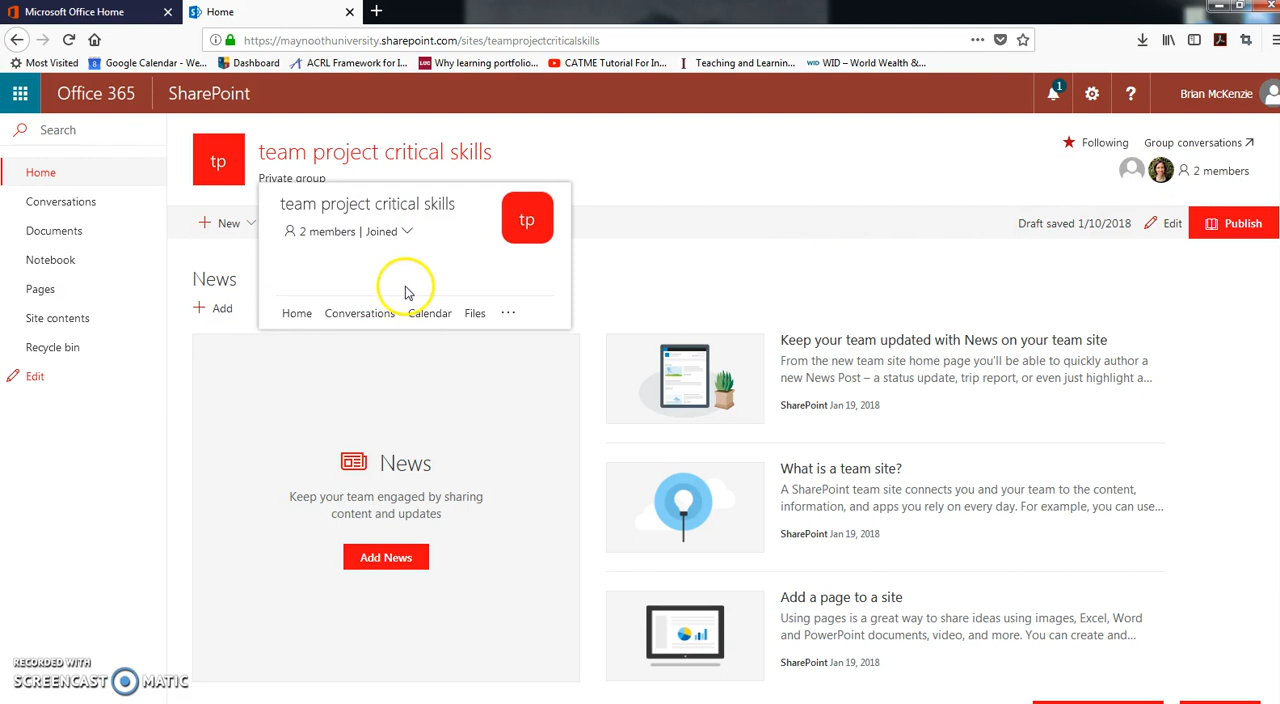 Microsoft Office Home
Home
https://maynoothuniversity.sharepoint.com/sites/teamprojectcriticalskills
Most Visited
Google Calendar - We...
Dashboard
ACRL Framework for I...
Why learning portfolio...
CATME Tutorial For In...
Teaching and Learnin...
WID – World Wealth &...
Office 365
SharePoint
1
?
Brian McKenzie
Search
Home
Conversations
Documents
Notebook
Pages
Site contents
Recycle bin
Edit
tp
team project critical skills
Private group
Following
Group conversations
2 members
team project critical skills
2 members | Joined
tp
Home
Conversations
Calendar
Files
...
+ New
Draft saved 1/10/2018
Edit
Publish
News
+ Add
News
Keep your team engaged by sharing
content and updates
Add News
Keep your team updated with News on your team site
From the new team site home page you'll be able to quickly author a
new News Post – a status update, trip report, or even just highlight a...
SharePoint Jan 19, 2018
What is a team site?
A SharePoint team site connects you and your team to the content,
information, and apps you rely on every day. For example, you can use...
SharePoint Jan 19, 2018
Add a page to a site
Using pages is a great way to share ideas using images, Excel, Word
and PowerPoint documents, video, and more. You can create and...
SharePoint Jan 19, 2018
RECORDED WITH
SCREENCAST MATIC